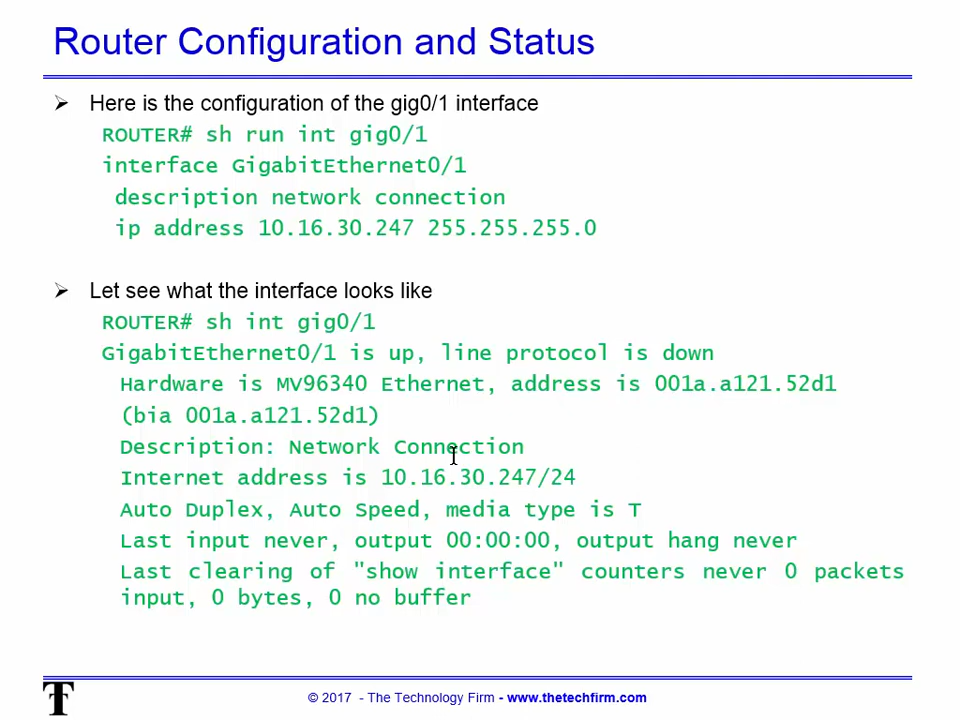 Router Configuration and Status
Here is the configuration of the gig0/1 interface
ROUTER# sh run int gig0/1
interface GigabitEthernet0/1
description network connection
ip address 10.16.30.247 255.255.255.0
Let see what the interface looks like
ROUTER# sh int gig0/1
GigabitEthernet0/1 is up, line protocol is down
Hardware is MV96340 Ethernet, address is 001a.a121.52d1
(bia 001a.a121.52d1)
Description: Network Connection
Internet address is 10.16.30.247/24
Auto Duplex, Auto Speed, media type is T
Last input never, output 00:00:00, output hang never
Last clearing of "show interface" counters never 0 packets
input, 0 bytes, 0 no buffer
T
© 2017 - The Technology Firm - www.thetechfirm.com